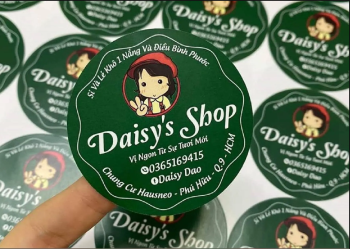 Sỉ Và Lẻ Khô 1 Nắng Và Điều Bình Phước
Daisy's Shop
Vị Ngon Từ Sự Tươi Mới
0365169415
Daisy Dao
Chung Cư Hausneo - Phú Hữu - Q.9 - HCM